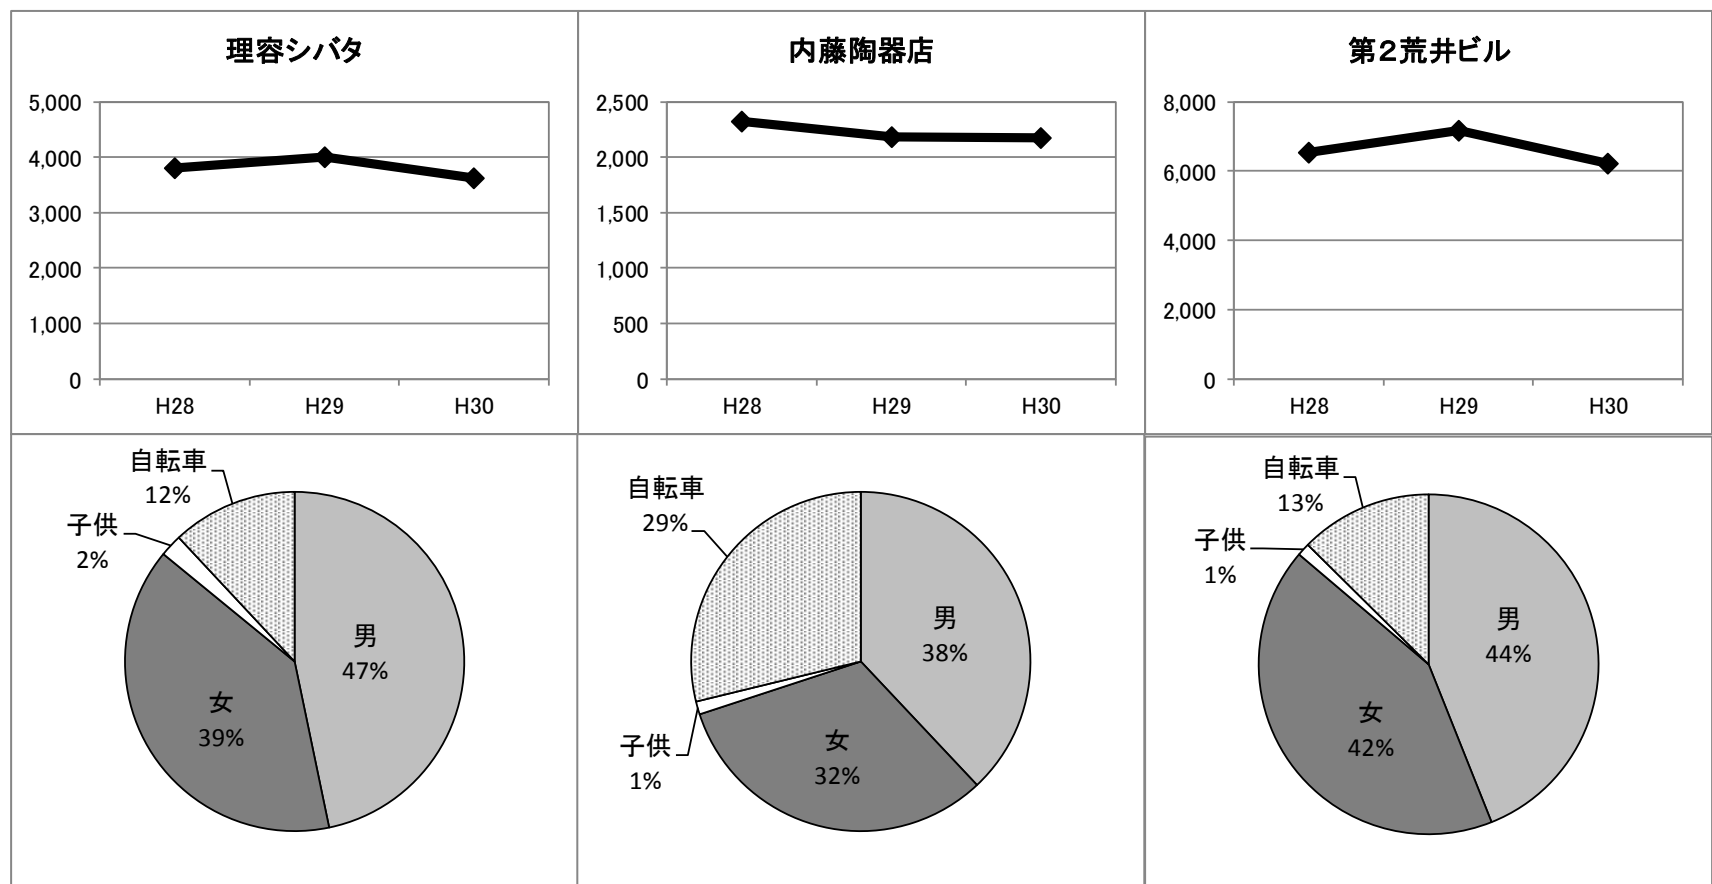 理容シバタ
5,000
4,000
3,000
2,000
1,000
0
H28 H29 H30
内藤陶器店
2,500
2,000
1,500
1,000
500
0
H28 H29 H30
第2荒井ビル
8,000
6,000
4,000
2,000
0
H28 H29 H30
自転車
12%
子供
2%
男
47%
女
39%
自転車
29%
男
38%
子供
1%
女
32%
自転車
13%
子供
1%
男
44%
女
42%